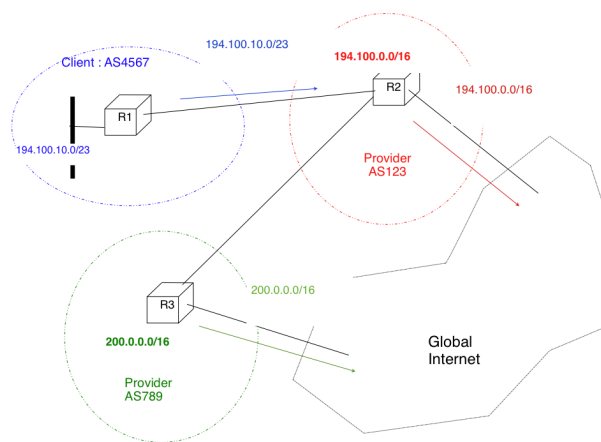 194.100.10.0/23
194.100.0.0/16
Client : AS4567
R1
R2
194.100.0.0/16
194.100.10.0/23
Provider
AS123
200.0.0.0/16
R3
200.0.0.0/16
Global
Internet
Provider
AS789